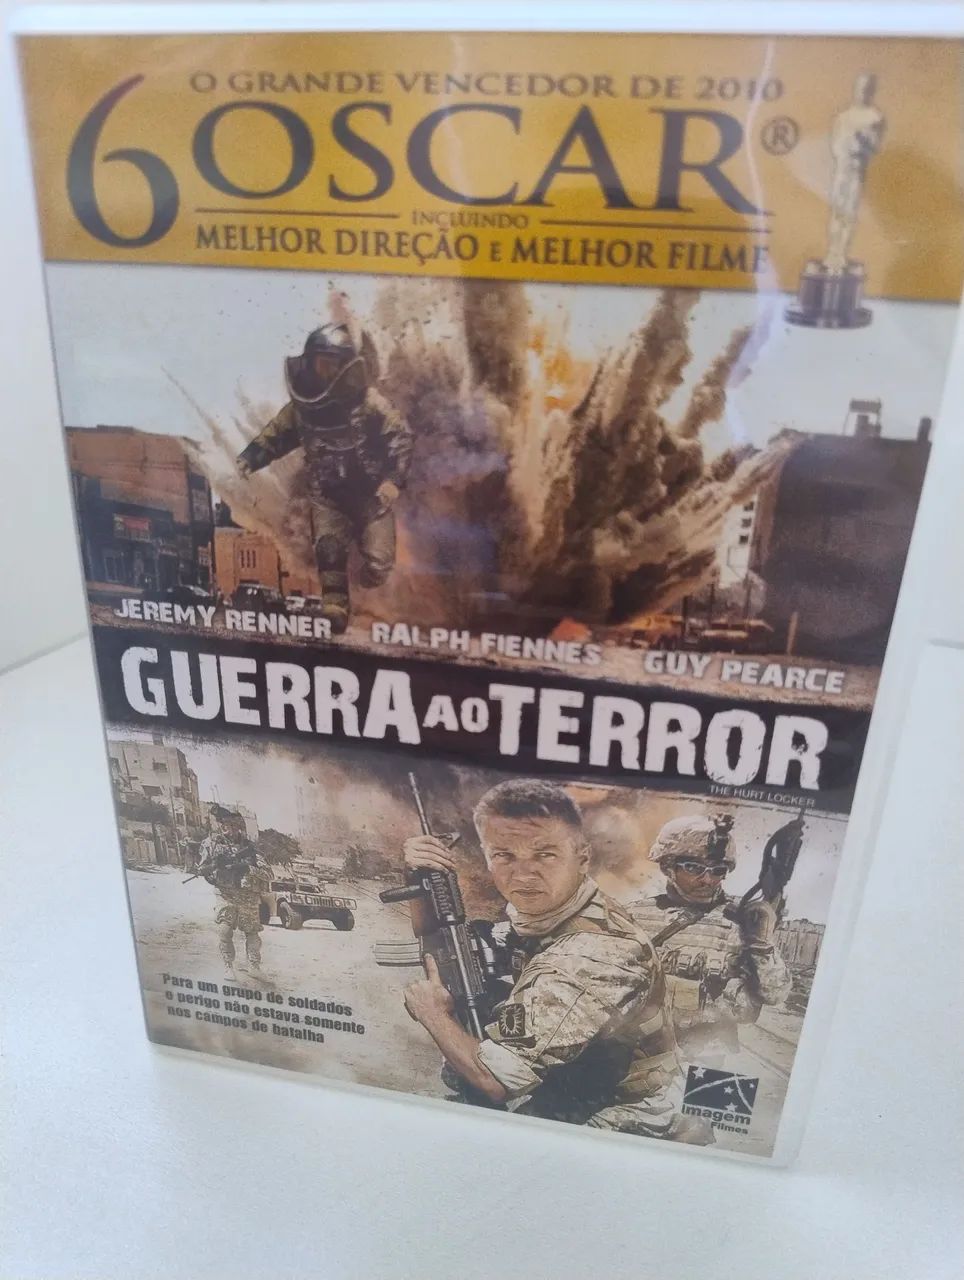 O GRANDE VENCEDOR DE 2010
6 OSCAR®
INCLUINDO
MELHOR DIREÇÃO E MELHOR FILME
JEREMY RENNER RALPH FIENNES GUY PEARCE
GUERRA AO TERROR
THE HURT LOCKER
Para um grupo de soldados
o perigo não estava somente
nos campos de batalha
Imagem
Filmes